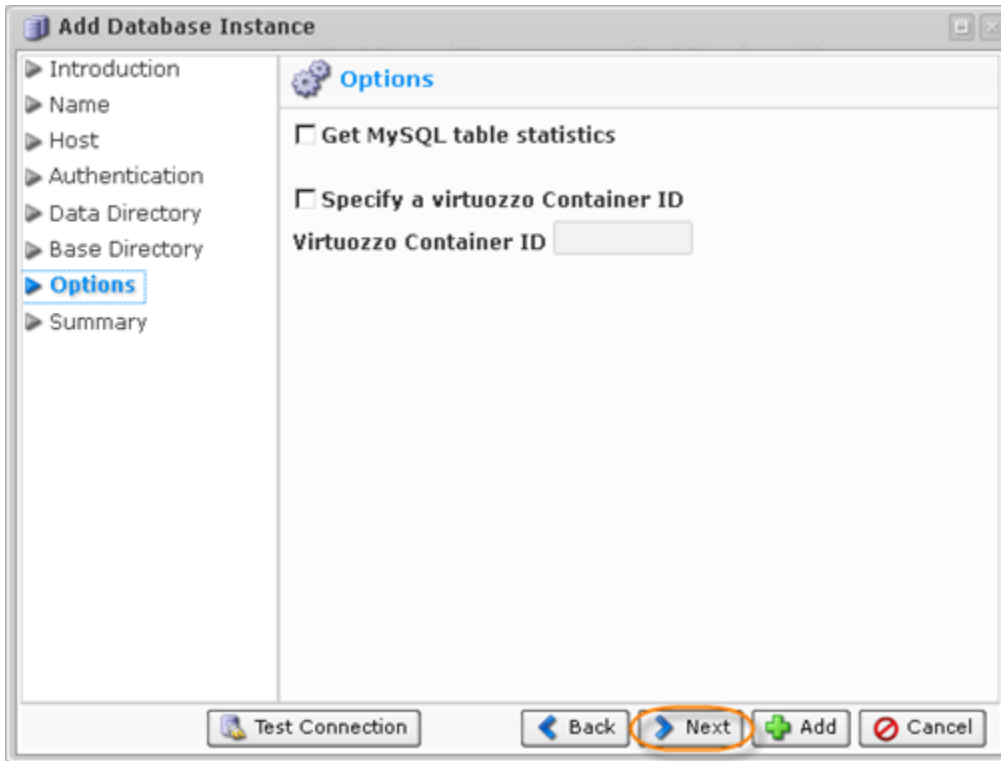 Add Database Instance
Introduction
Name
Host
Authentication
Data Directory
Base Directory
Options
Summary
Options
Get MySQL table statistics
Specify a virtuozzo Container ID
Virtuozzo Container ID
Test Connection
Back
Next
Add
Cancel